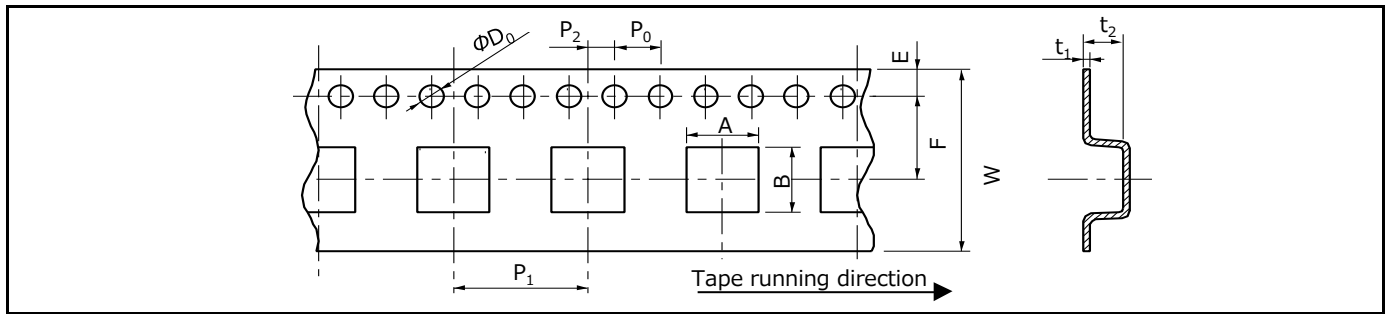 ΦD₀
P₂
P₀
E
t₁
t₂
A
F
B
W
P₁
Tape running direction